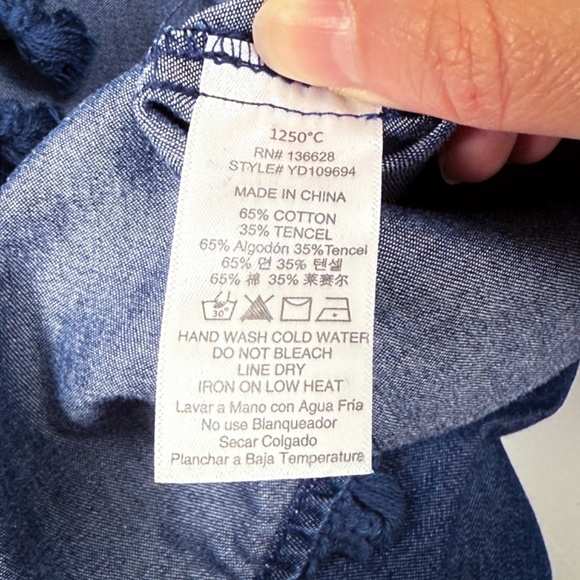 1250°C
RN# 136628
STYLE# YD109694
MADE IN CHINA
65% COTTON
35% TENCEL
65% Algodón 35%Tencel
65% 면 35% 텐셀
65% 棉 35% 莱赛尔
30°
HAND WASH COLD WATER
DO NOT BLEACH
LINE DRY
IRON ON LOW HEAT
Lavar a Mano con Agua Fría
No use Blanqueador
Secar Colgado
Planchar a Baja Temperatura